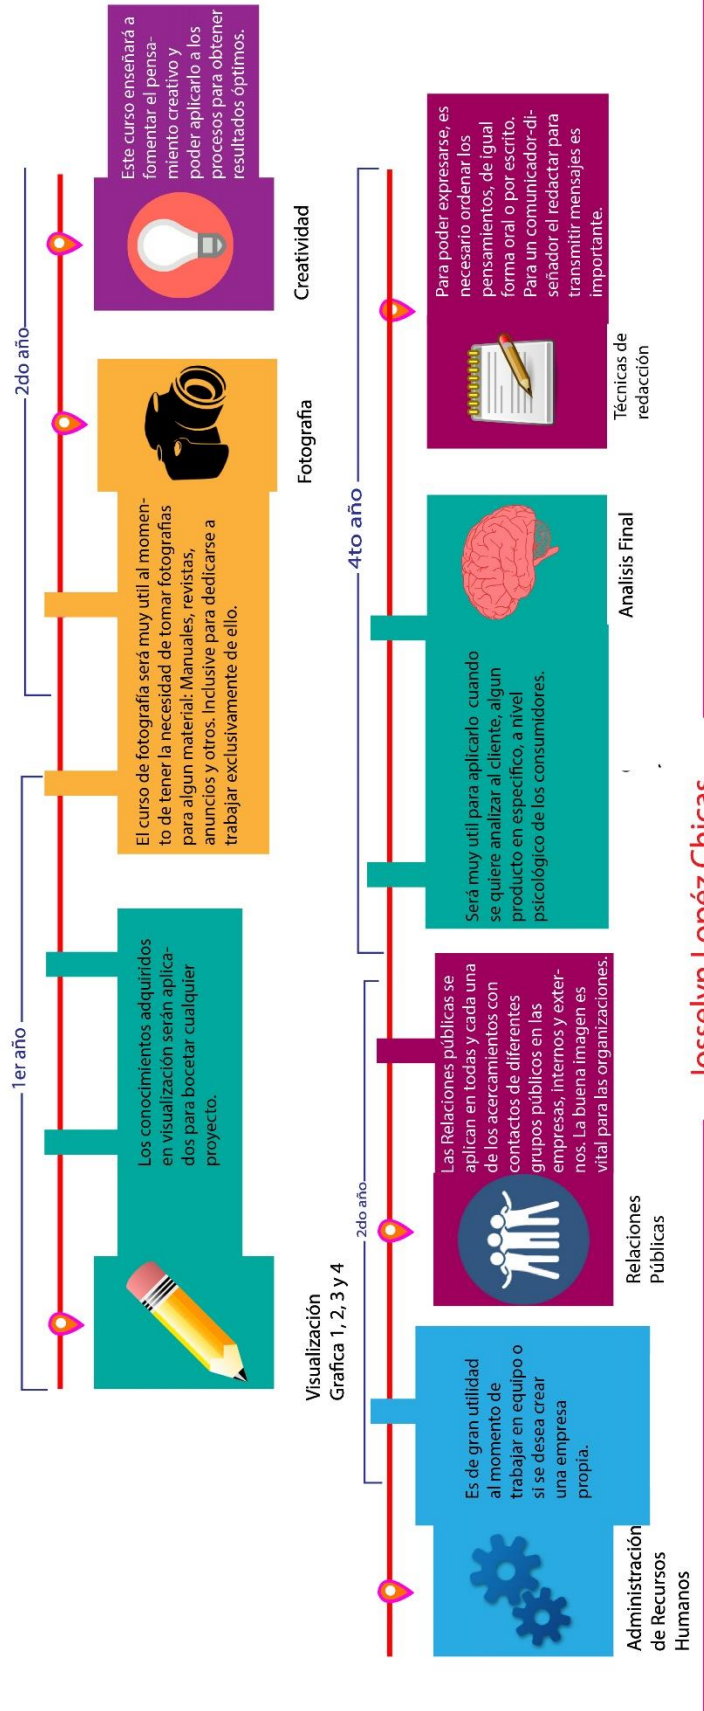 1er año
2do año
Los conocimientos adquiridos
en visualización serán aplica-
dos para bocetar cualquier
proyecto.
Visualización
Grafica 1, 2, 3 y 4
El curso de fotografía será muy util al momen-
to de tener la necesidad de tomar fotografias
para algun material: Manuales, revistas,
anuncios y otros. Inclusive para dedicarse a
trabajar exclusivamente de ello.
Fotografia
Este curso enseñará a
fomentar el pensa-
miento creativo y
poder aplicarlo a los
procesos para obtener
resultados óptimos.
Creatividad
2do año
4to año
Es de gran utilidad
al momento de
trabajar en equipo o
si se desea crear
una empresa
propia.
Administración
de Recursos
Humanos
Las Relaciones públicas se
aplican en todas y cada una
de los acercamientos con
contactos de diferentes
grupos públicos en las
empresas, internos y exter-
nos. La buena imagen es
vital para las organizaciones.
Relaciones
Públicas
Será muy util para aplicarlo cuando
se quiere analizar al cliente, algun
producto en especifico, a nivel
psicológico de los consumidores.
Analisis Final
Para poder expresarse, es
necesario ordenar los
pensamientos, de igual
forma oral o por escrito.
Para un comunicador-di-
señador el redactar para
transmitir mensajes es
importante.
Técnicas de
redacción
Josselyn Lopéz Chicas